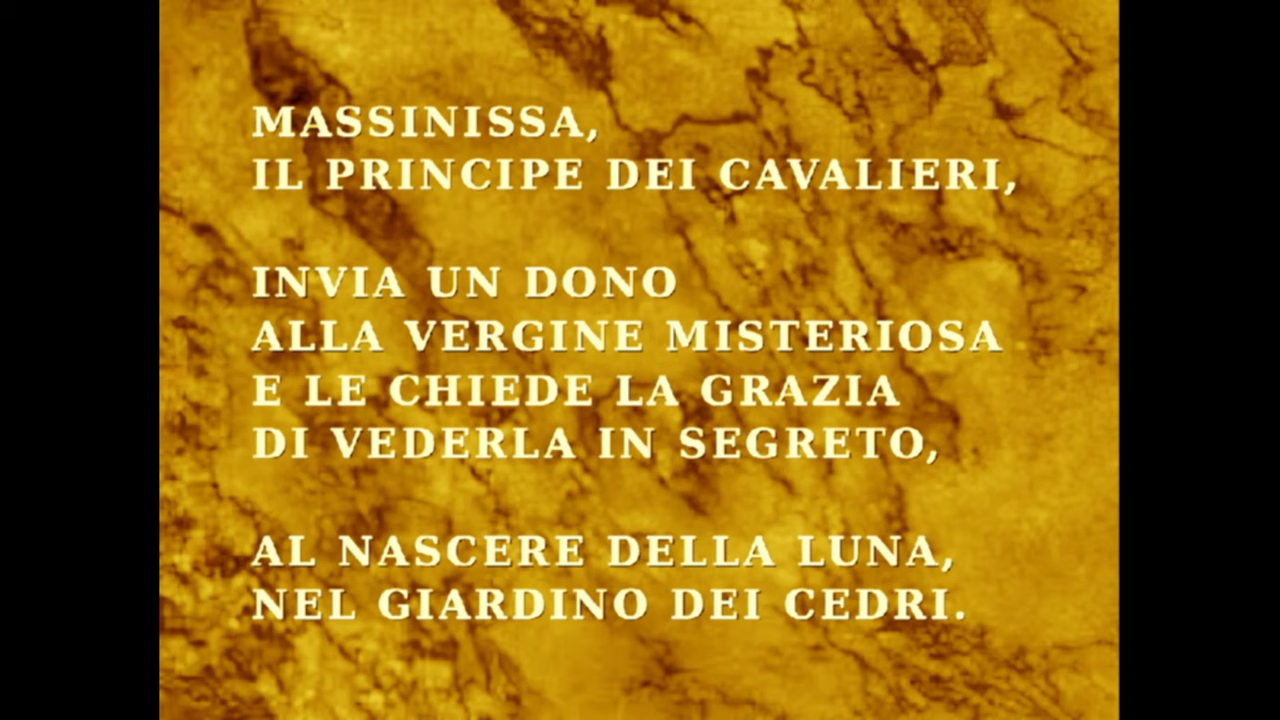 MASSINISSA,
IL PRINCIPE DEI CAVALIERI,
INVIA UN DONO
ALLA VERGINE MISTERIOSA
E LE CHIEDE LA GRAZIA
DI VEDERLA IN SEGRETO,
AL NASCERE DELLA LUNA,
NEL GIARDINO DEI CEDRI.